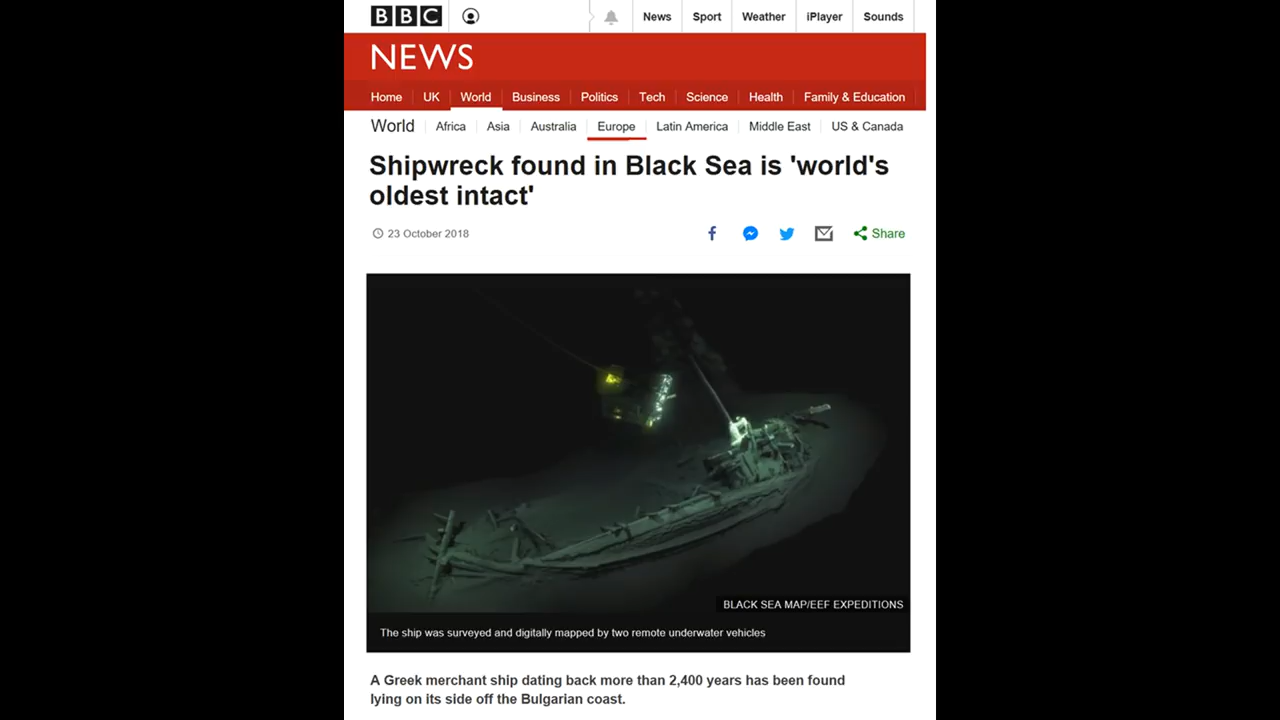 BBC News Sport Weather iPlayer Sounds
NEWS
Home UK World Business Politics Tech Science Health Family & Education
World Africa Asia Australia Europe Latin America Middle East US & Canada
Shipwreck found in Black Sea is 'world's
oldest intact'
23 October 2018 Share
BLACK SEA MAP/EEF EXPEDITIONS
The ship was surveyed and digitally mapped by two remote underwater vehicles
A Greek merchant ship dating back more than 2,400 years has been found
lying on its side off the Bulgarian coast.